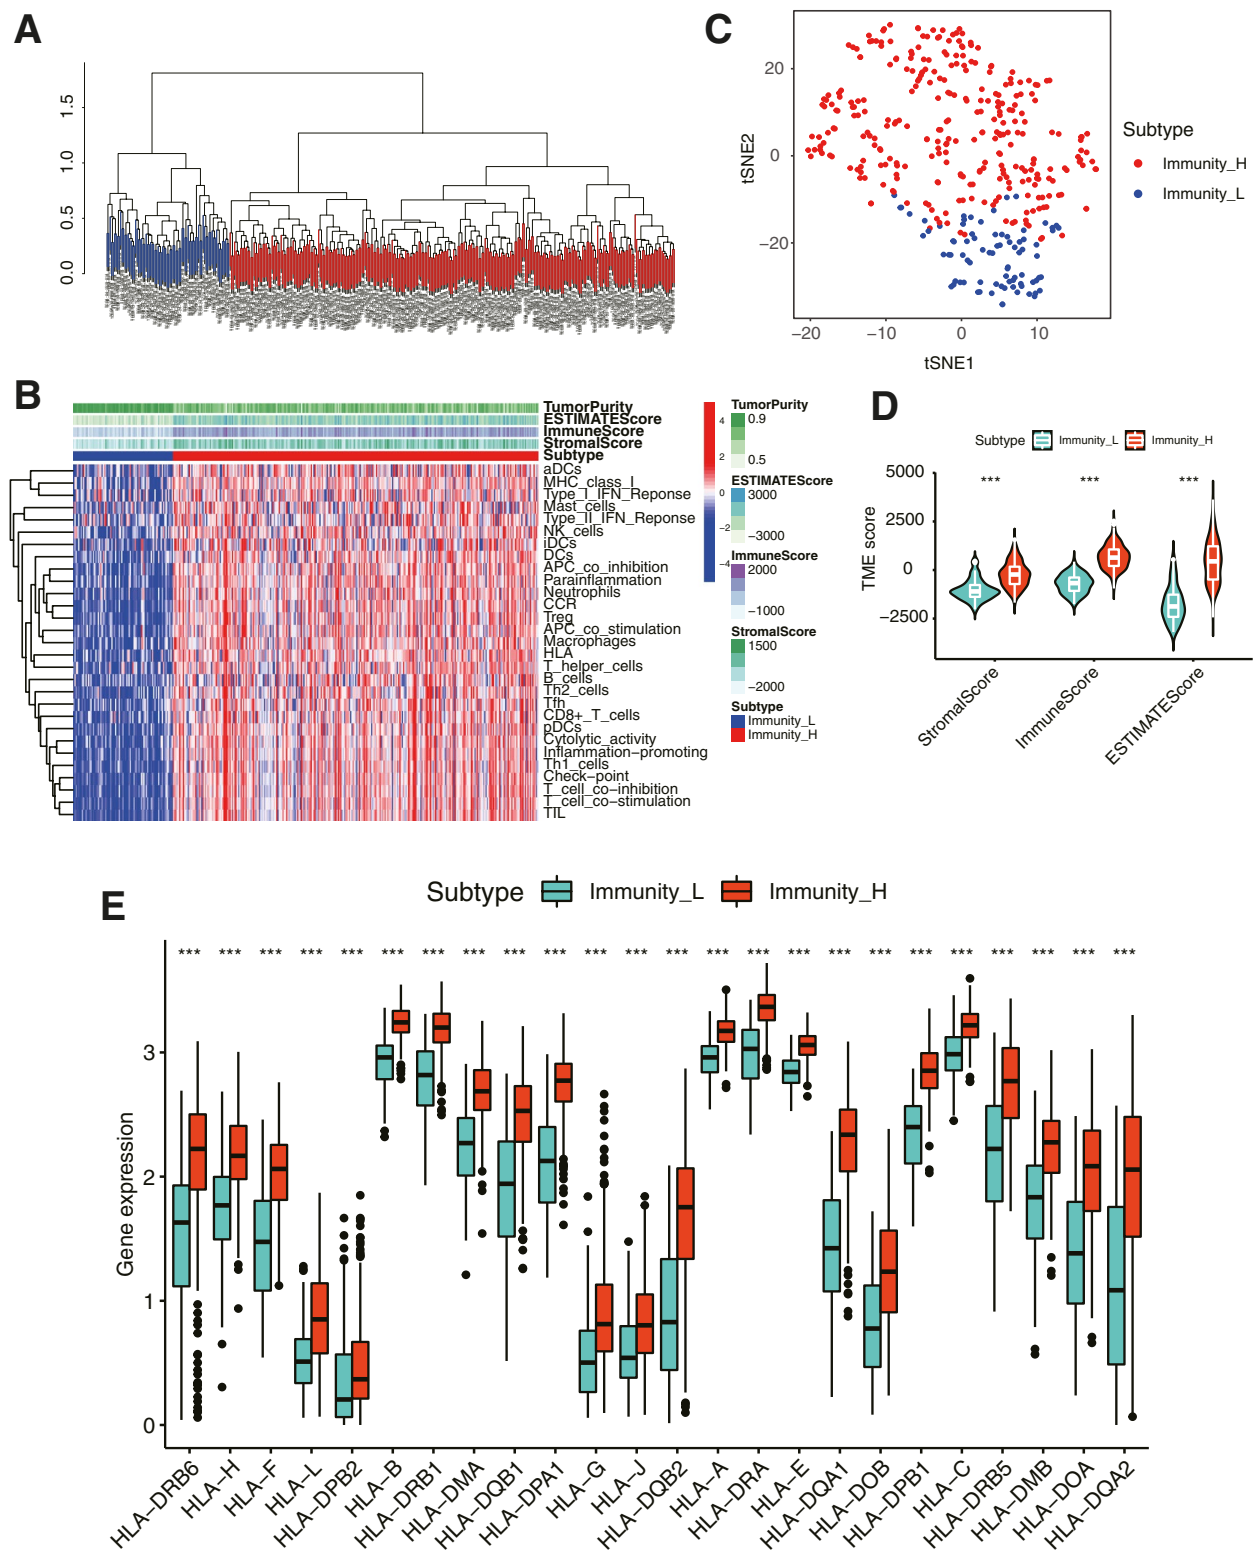 A
1.5
1.0
0.5
0.0
C
tSNE2
20
0
−20
−20
−10
0
10
tSNE1
Subtype
Immunity_H
Immunity_L
B
TumorPurity
ESTIMATEScore
ImmuneScore
StromalScore
Subtype
aDCs
MHC_class_I
Type_I_IFN_Reponse
Mast_cells
Type_II_IFN_Reponse
NK_cells
iDCs
DCs
APC_co_inhibition
Parainflammation
Neutrophils
CCR
Treg
APC_co_stimulation
Macrophages
HLA
T_helper_cells
B_cells
Th2_cells
Tfh
CD8+_T_cells
pDCs
Cytolytic_activity
Inflammation−promoting
Th1_cells
Check−point
T_cell_co−inhibition
T_cell_co−stimulation
TIL
4
2
0
−2
−4
TumorPurity
0.9
0.5
ESTIMATEScore
3000
−3000
ImmuneScore
2000
−1000
StromalScore
1500
−2000
Subtype
Immunity_L
Immunity_H
D
Subtype Immunity_L Immunity_H
TME score
5000
2500
0
−2500
*** *** ***
StromalScore
ImmuneScore
ESTIMATEScore
E
Subtype Immunity_L Immunity_H
*** *** *** *** *** *** *** *** *** *** *** *** *** *** *** *** *** *** *** *** *** *** *** ***
Gene expression
3
2
1
0
HLA−DRB6
HLA−H
HLA−F
HLA−L
HLA−DPB2
HLA−B
HLA−DRB1
HLA−DMA
HLA−DQB1
HLA−DPA1
HLA−G
HLA−J
HLA−DQB2
HLA−A
HLA−DRA
HLA−E
HLA−DQA1
HLA−DOB
HLA−DPB1
HLA−C
HLA−DRB5
HLA−DMB
HLA−DOA
HLA−DQA2